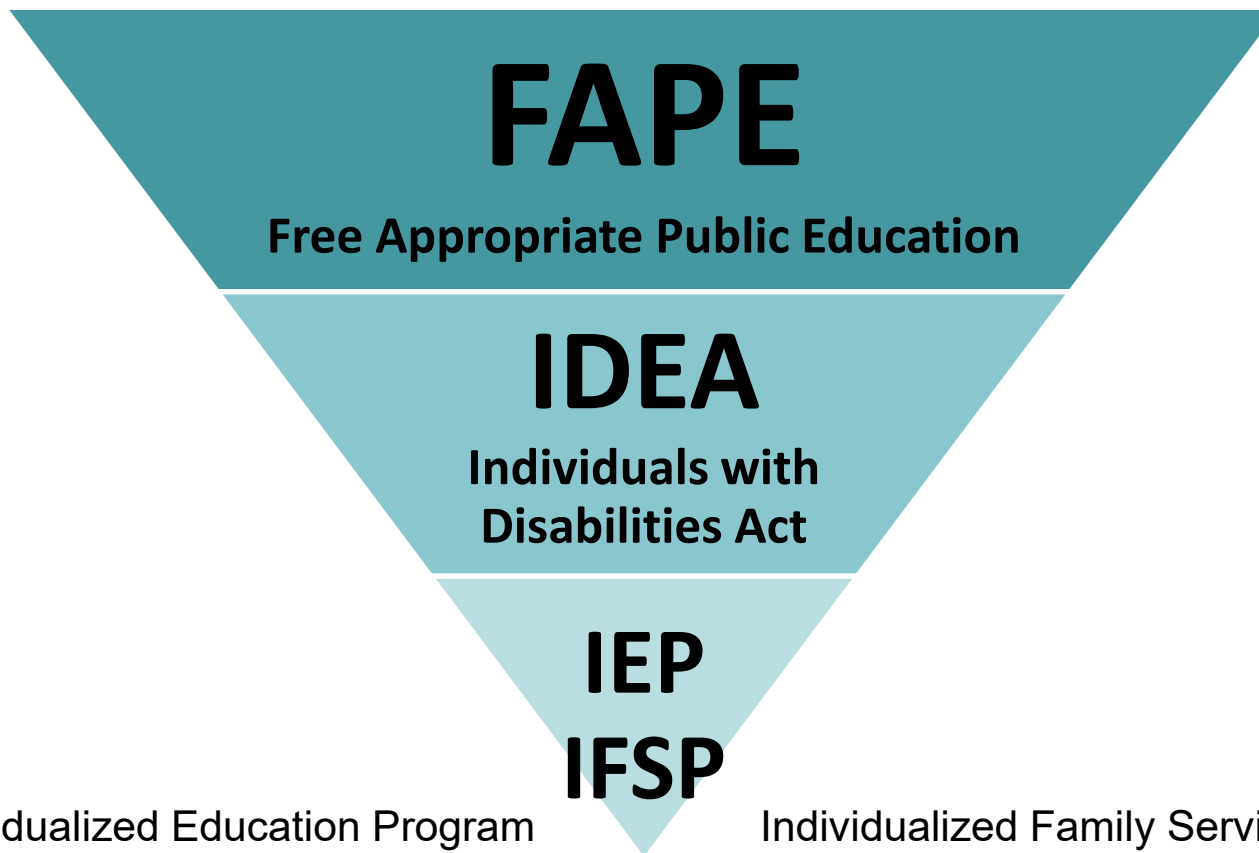 FAPE
Free Appropriate Public Education
IDEA
Individuals with
Disabilities Act
IEP
IFSP
dualized Education Program Individualized Family Servi